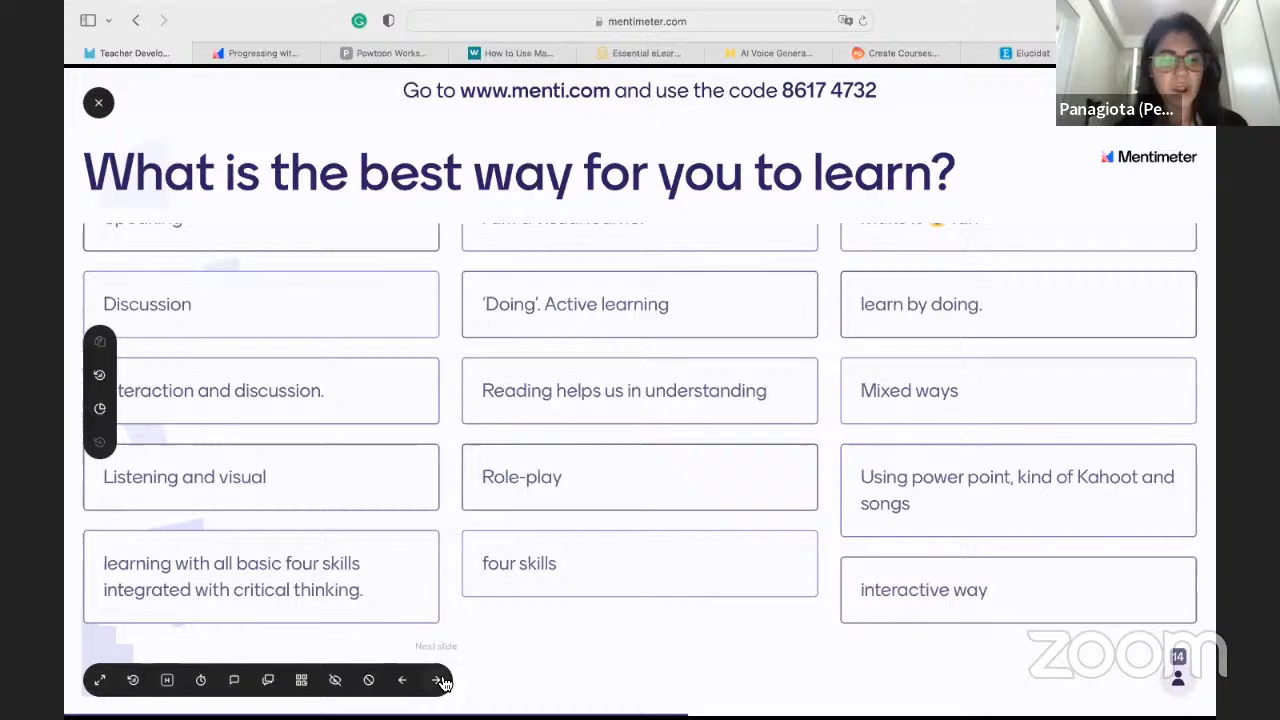 mentimeter.com
Teacher Develo...
Progressing wit...
Powtoon Works...
How to Use Ma...
Essential eLear...
AI Voice Genera...
Create Courses...
Elucidat
Panagiota (Pe...
Go to www.menti.com and use the code 8617 4732
What is the best way for you to learn?
Mentimeter
Speaking
Discussion
'Doing'. Active learning
learn by doing.
teraction and discussion.
Reading helps us in understanding
Mixed ways
Listening and visual
Role-play
Using power point, kind of Kahoot and
songs
learning with all basic four skills
integrated with critical thinking.
four skills
interactive way
Next slide
H
zoom
14